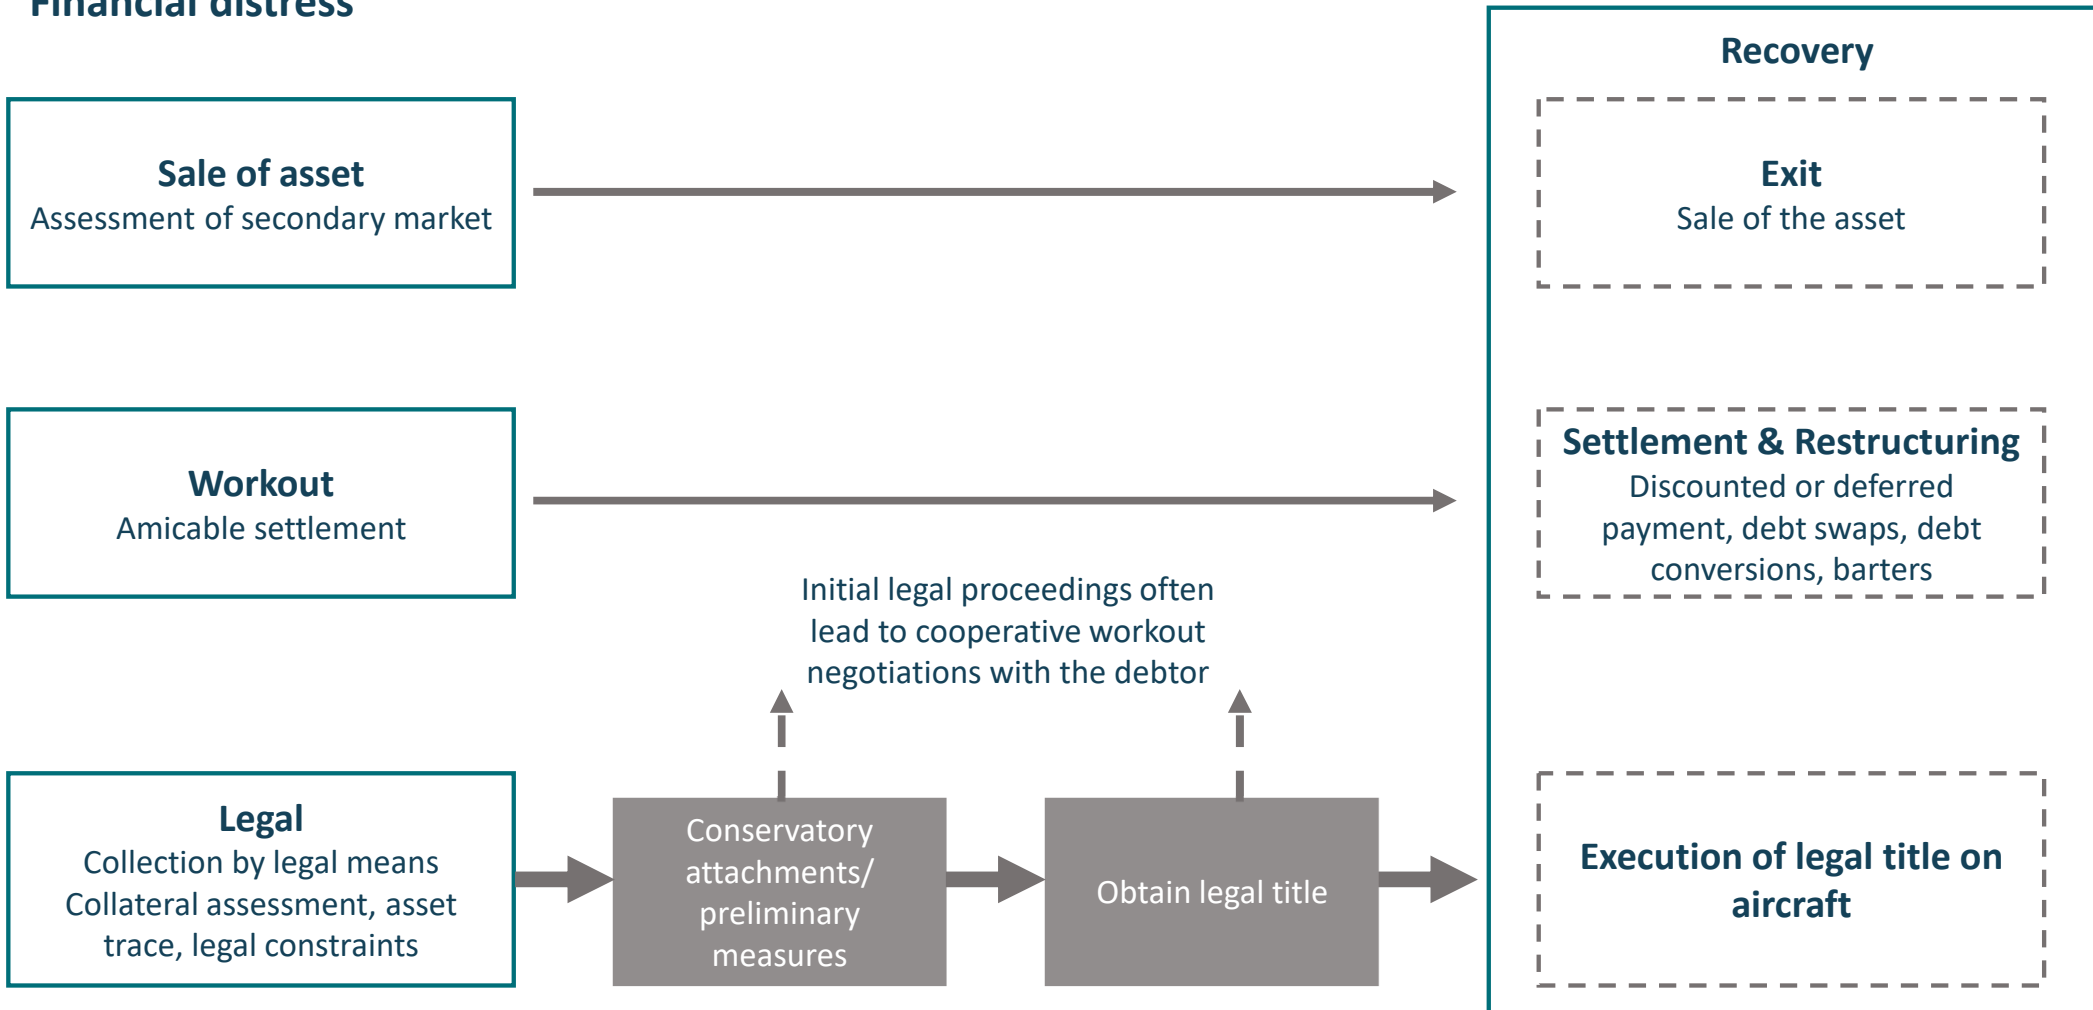 Financial distress
Recovery
Sale of asset
Assessment of secondary market
Exit
Sale of the asset
Workout
Amicable settlement
Settlement & Restructuring
Discounted or deferred
payment, debt swaps, debt
conversions, barters
Initial legal proceedings often
lead to cooperative workout
negotiations with the debtor
Legal
Collection by legal means
Collateral assessment, asset
trace, legal constraints
Conservatory
attachments/
preliminary
measures
Obtain legal title
Execution of legal title on
aircraft